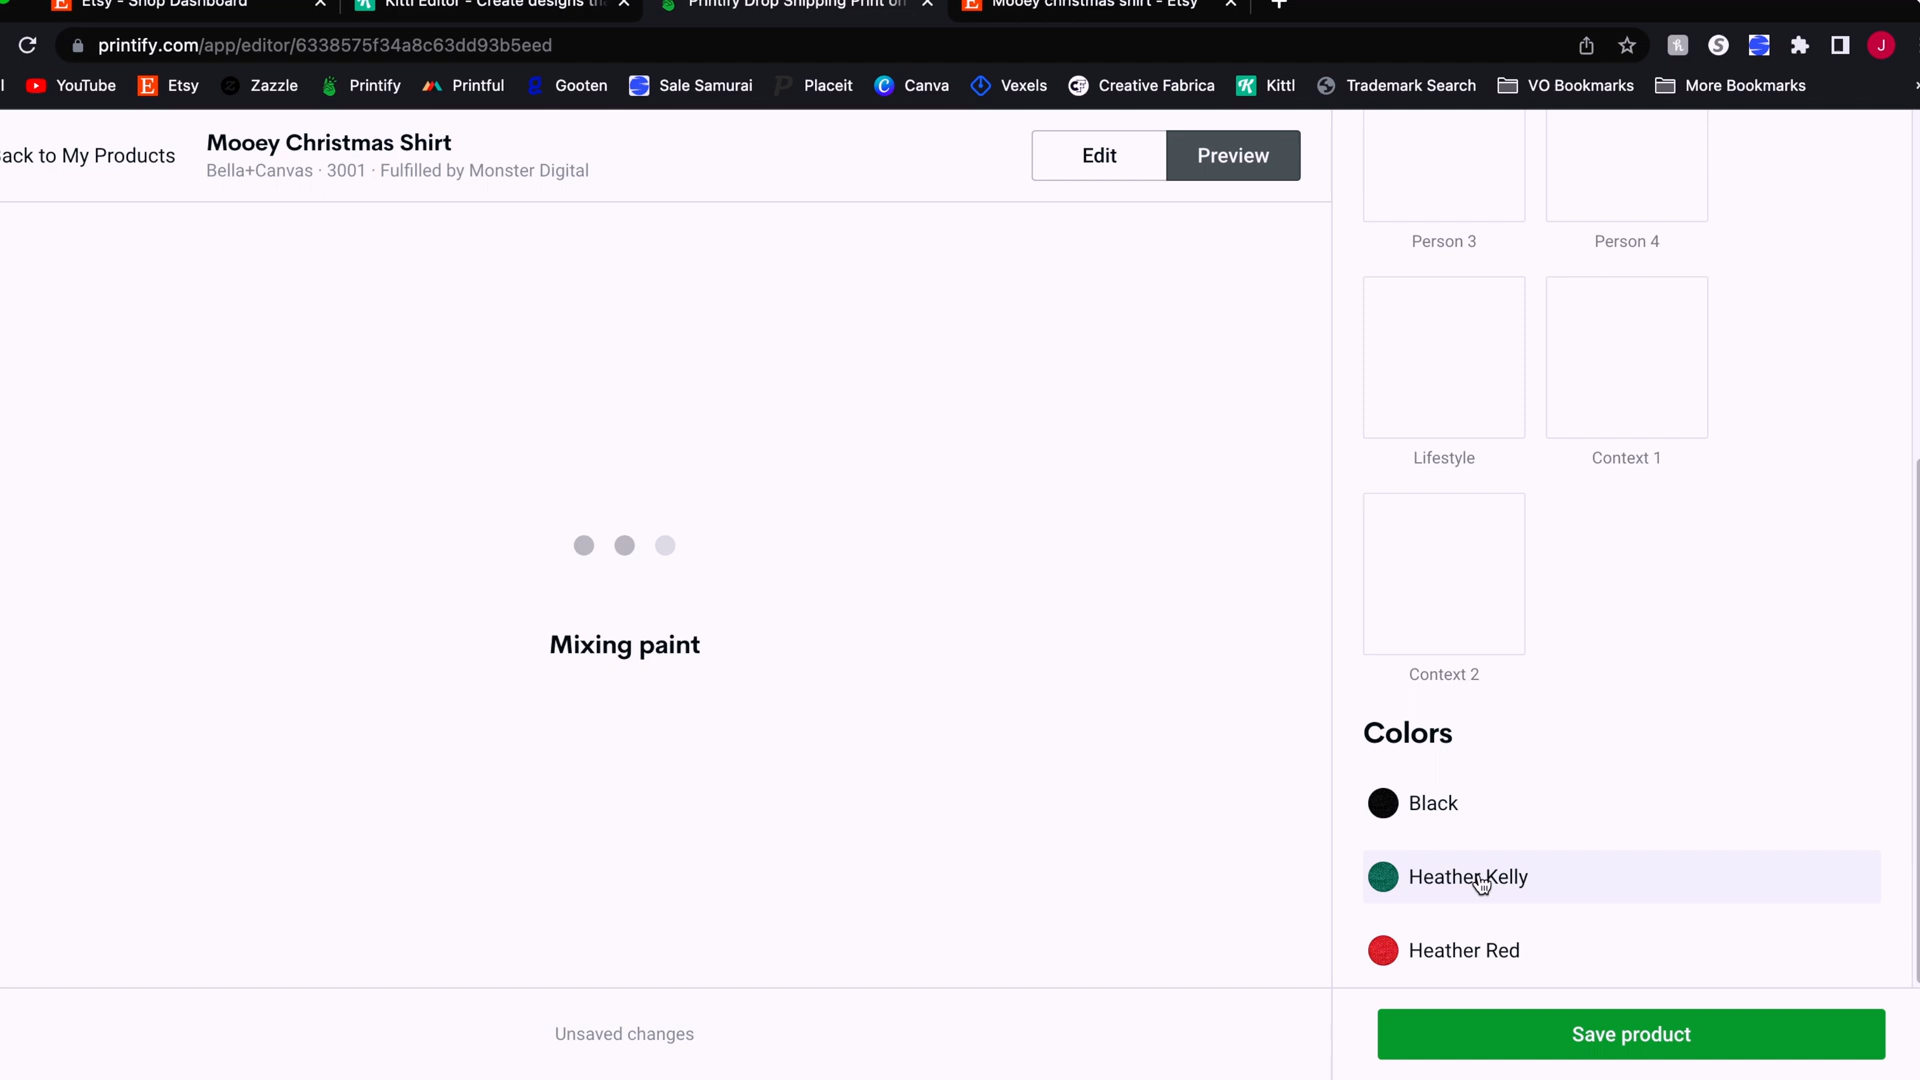 Etsy - Shop Dashboard
Kittl Editor - Create designs th
Printify Drop Shipping Print on
Mooey christmas shirt - Etsy
printify.com/app/editor/6338575f34a8c63dd93b5eed
J
YouTube Etsy Zazzle Printify Printful Gooten Sale Samurai Placeit Canva Vexels Creative Fabrica Kittl Trademark Search VO Bookmarks More Bookmarks
ack to My Products
Mooey Christmas Shirt
Bella+Canvas · 3001 · Fulfilled by Monster Digital
Edit
Preview
Person 3
Person 4
Lifestyle
Context 1
Context 2
Mixing paint
Colors
Black
Heather Kelly
Heather Red
Unsaved changes
Save product